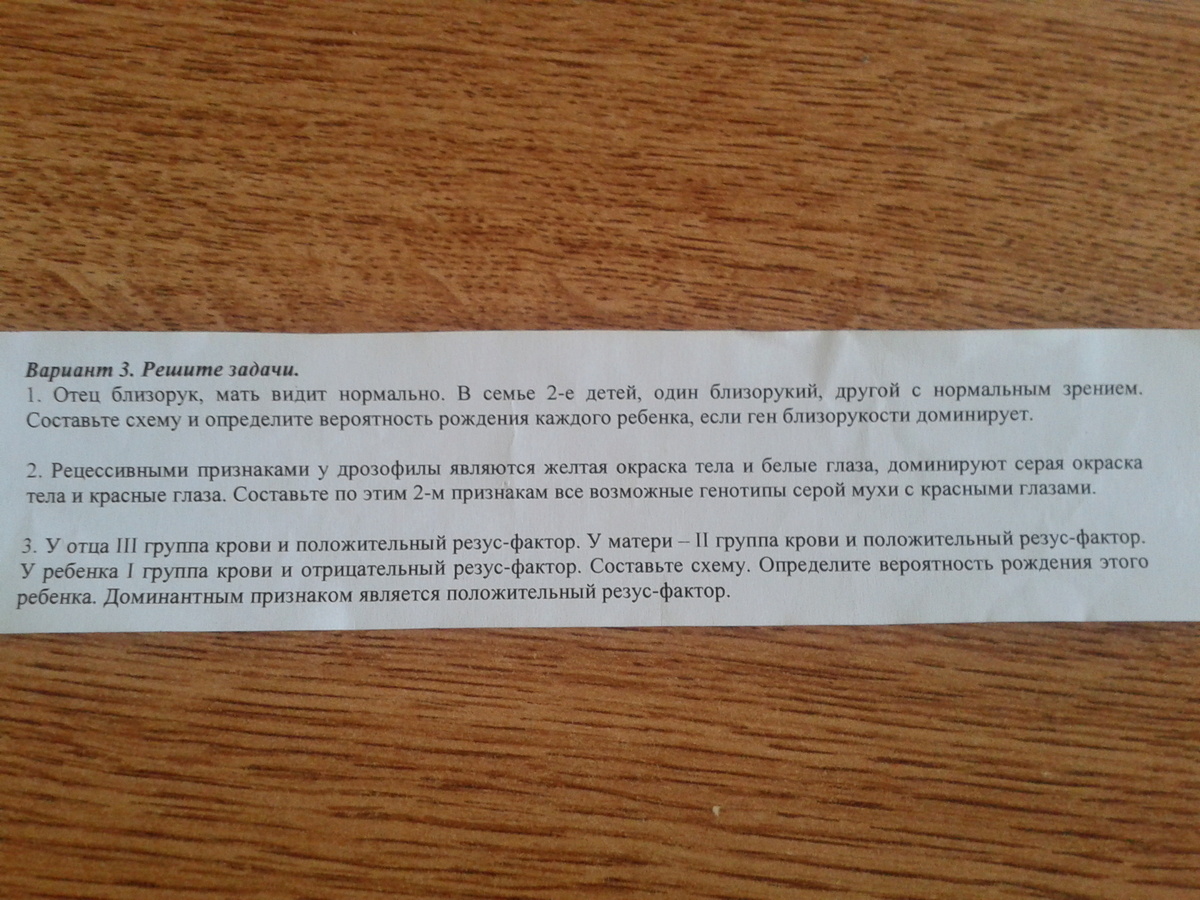 Вариант 3. Решите задачи.
1. Отец близорук, мать видит нормально. В семье 2-е детей, один близорукий, другой с нормальным зрением.
Составьте схему и определите вероятность рождения каждого ребенка, если ген близорукости доминирует.
2. Рецессивными признаками у дрозофилы являются желтая окраска тела и белые глаза, доминируют серая окраска
тела и красные глаза. Составьте по этим 2-м признакам все возможные генотипы серой мухи с красными глазами.
3. У отца III группа крови и положительный резус-фактор. У матери – II группа крови и положительный резус-фактор.
У ребенка I группа крови и отрицательный резус-фактор. Составьте схему. Определите вероятность рождения этого
ребенка. Доминантным признаком является положительный резус-фактор.